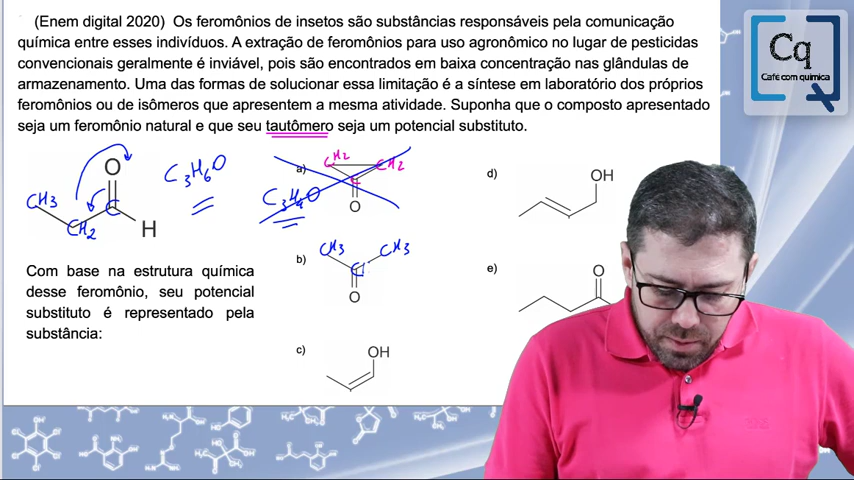 (Enem digital 2020) Os feromônios de insetos são substâncias responsáveis pela comunicação
química entre esses indivíduos. A extração de feromônios para uso agronômico no lugar de pesticidas
convencionais geralmente é inviável, pois são encontrados em baixa concentração nas glândulas de
armazenamento. Uma das formas de solucionar essa limitação é a síntese em laboratório dos próprios
feromônios ou de isômeros que apresentem a mesma atividade. Suponha que o composto apresentado
seja um feromônio natural e que seu tautômero seja um potencial substituto.
Cq
Café com química
O
CH3
CH2
C
H
C3H6O
a)
CH2
CH2
C
O
C3H4O
b)
CH3
CH3
C
O
c)
OH
d)
OH
e)
O
Com base na estrutura química
desse feromônio, seu potencial
substituto é representado pela
substância: